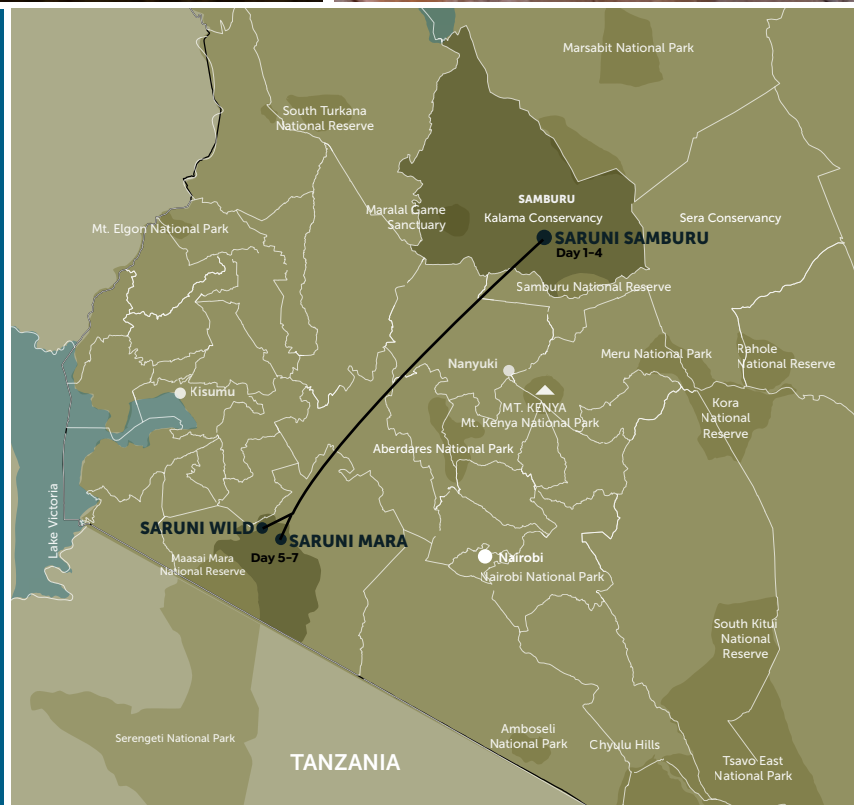 Marsabit National Park
South Turkana
National Reserve
SAMBURU
Maralal Game
Sanctuary
Kalama Conservancy
Sera Conservancy
Mt. Elgon National Park
SARUNI SAMBURU
Day 1-4
Samburu National Reserve
Nanyuki
Meru National Park
Rahole
National Reserve
Kisumu
MT. KENYA
Mt. Kenya National Park
Kora
National
Reserve
Aberdares National Park
Lake Victoria
SARUNI WILD
SARUNI MARA
Day 5-7
Maasai Mara
National Reserve
Nairobi
Nairobi National Park
South Kitui
National
Reserve
Serengeti National Park
TANZANIA
Amboseli
National Park
Chyulu Hills
Tsavo East
National Park